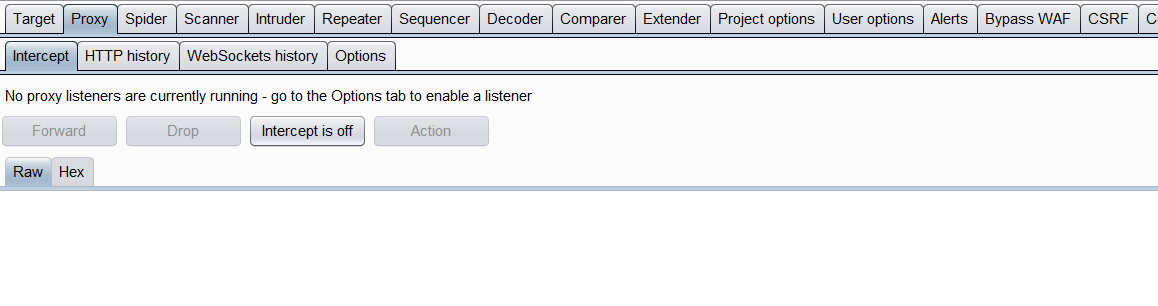 Target Proxy Spider Scanner Intruder Repeater Sequencer Decoder Comparer Extender Project options User options Alerts Bypass WAF CSRF
Intercept HTTP history WebSockets history Options
No proxy listeners are currently running - go to the Options tab to enable a listener
Forward Drop Intercept is off Action
Raw Hex